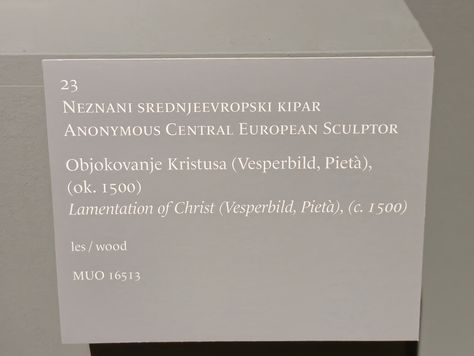 23
Neznani srednjeevropski kipar
Anonymous Central European Sculptor
Objokovanje Kristusa (Vesperbild, Pietà),
(ok. 1500)
Lamentation of Christ (Vesperbild, Pietà), (c. 1500)
les / wood
MUO 16513